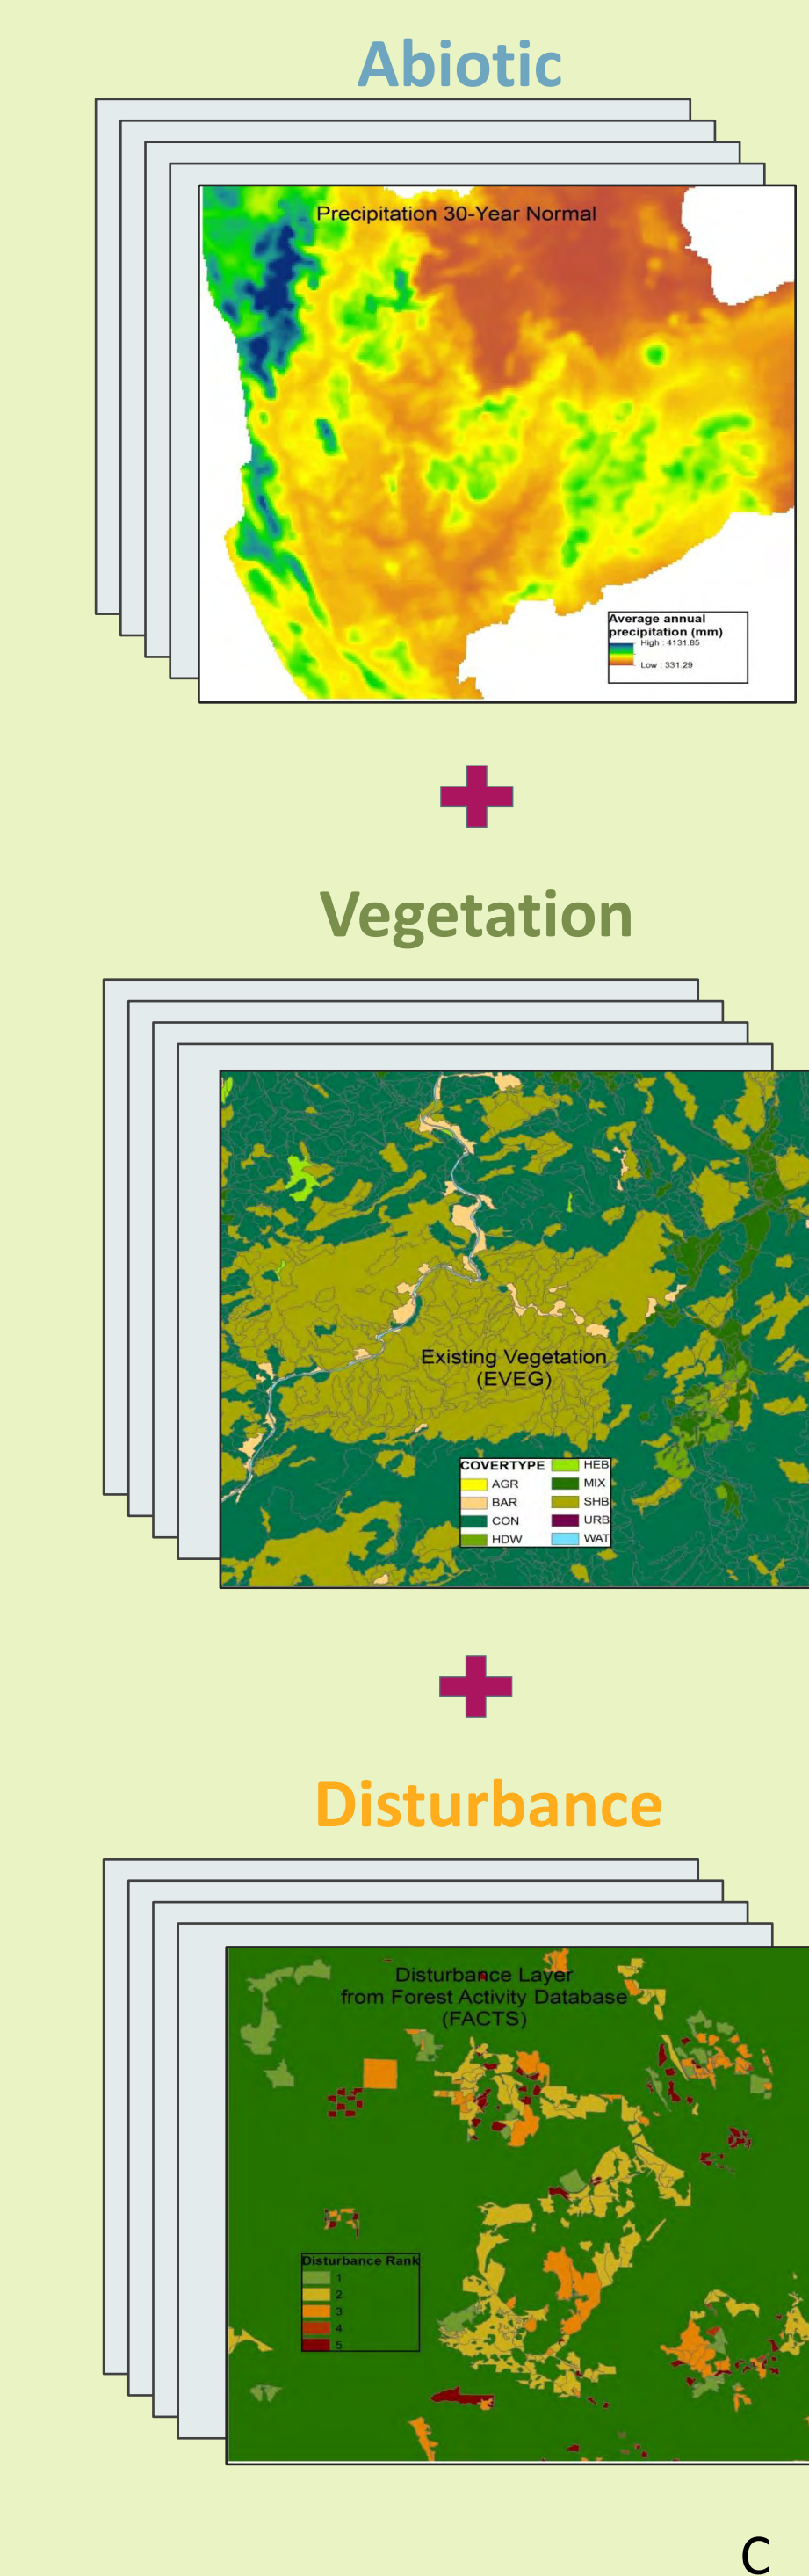 Abiotic
Precipitation 30-Year Normal
Average annual
precipitation (mm)
High : 4131.85
Low : 331.29
Vegetation
Existing Vegetation
(EVEG)
COVERTYPE
AGR
BAR
CON
HDW
HEB
MIX
SHB
URB
WAT
Disturbance
Disturbance Layer
from Forest Activity Database
(FACTS)
Disturbance Rank
1
2
3
4
5
C